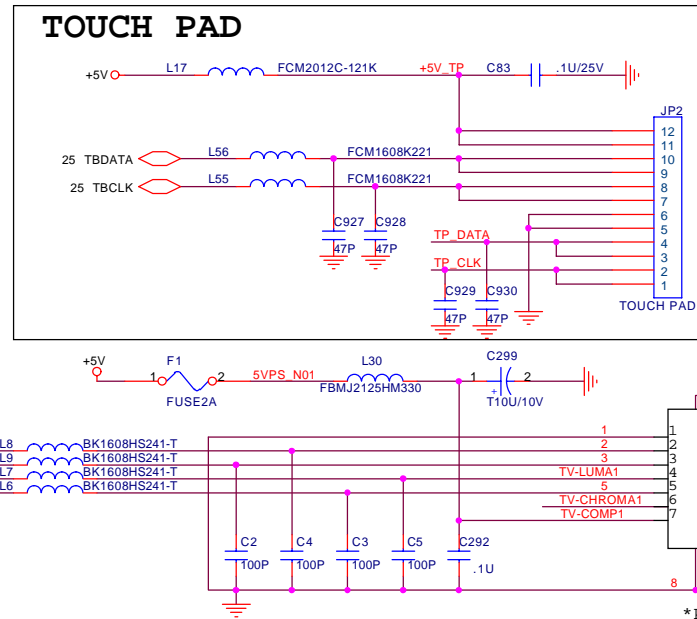 TOUCH PAD
+5V L17 FCM2012C-121K +5V_TP C83 .1U/25V
JP2
12
11
25 TBDATA L56 FCM1608K221 10
9
25 TBCLK L55 FCM1608K221 8
7
6
C927 C928 5
TP_DATA 4
47P 47P 3
TP_CLK 2
1
C929 C930
TOUCH PAD
47P 47P
+5V F1 L30 C299
1 2 5VPS_N01 1 2
FUSE2A FBMJ2125HM330 + T10U/10V
1 1
L8 BK1608HS241-T 2 2
L9 BK1608HS241-T 3 3
L7 BK1608HS241-T TV-LUMA1 4
L6 BK1608HS241-T 5 5
TV-CHROMA1 6
TV-COMP1 7
C2 C4 C3 C5 C292
100P 100P 100P 100P .1U
8